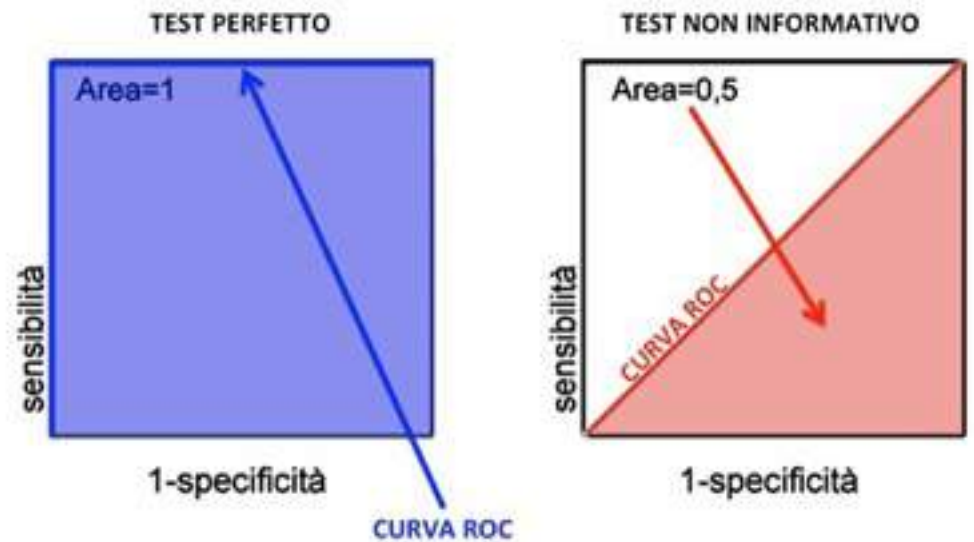 TEST PERFETTO
Area=1
sensibilità
1-specificità
CURVA ROC
TEST NON INFORMATIVO
Area=0,5
CURVA ROC
sensibilità
1-specificità